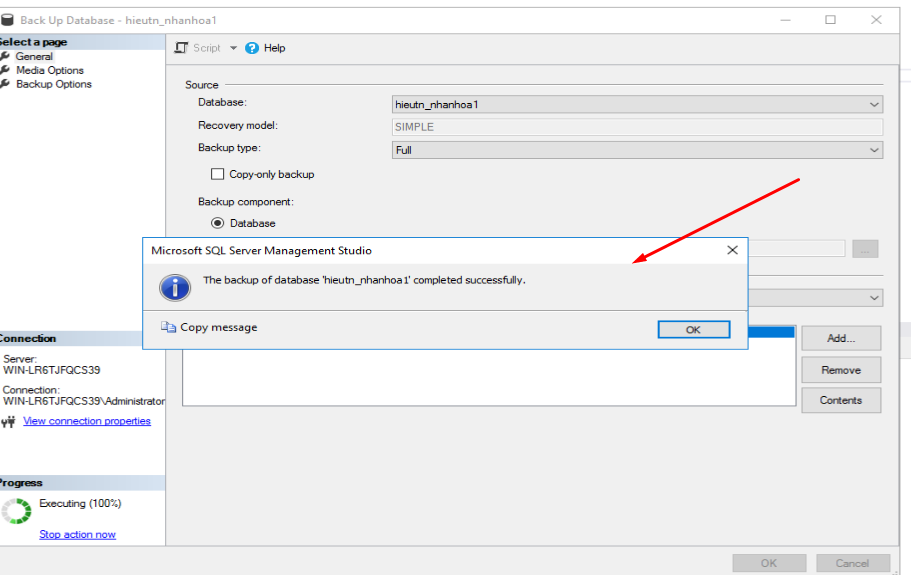 Back Up Database - hieutn_nhanhoa1
Select a page
General
Media Options
Backup Options
Script
Help
Source
Database:
hieutn_nhanhoa1
Recovery model:
SIMPLE
Backup type:
Full
Copy-only backup
Backup component:
Database
...
Microsoft SQL Server Management Studio
The backup of database 'hieutn_nhanhoa1' completed successfully.
Copy message
OK
Add...
Remove
Contents
Connection
Server:
WIN-LR6TJFQCS39
Connection:
WIN-LR6TJFQCS39\Administrator
View connection properties
Progress
Executing (100%)
Stop action now
OK
Cancel